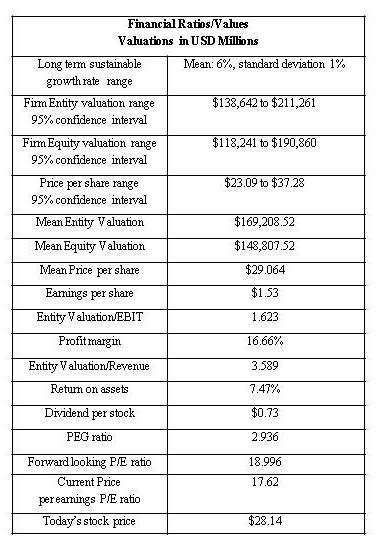 Financial Ratios/Values
Valuations in USD Millions
Long term sustainable
growth rate range
Mean: 6%, standard deviation 1%
Firm Entity valuation range
95% confidence interval
$138,642 to $211,261
Firm Equity valuation range
95% confidence interval
$118,241 to $190,860
Price per share range
95% confidence interval
$23.09 to $37.28
Mean Entity Valuation
$169,208.52
Mean Equity Valuation
$148,807.52
Mean Price per share
$29.064
Earnings per share
$1.53
Entity Valuation/EBIT
1.623
Profit margin
16.66%
Entity Valuation/Revenue
3.589
Return on assets
7.47%
Dividend per stock
$0.73
PEG ratio
2.936
Forward looking P/E ratio
18.996
Current Price
per earnings P/E ratio
17.62
Today's stock price
$28.14